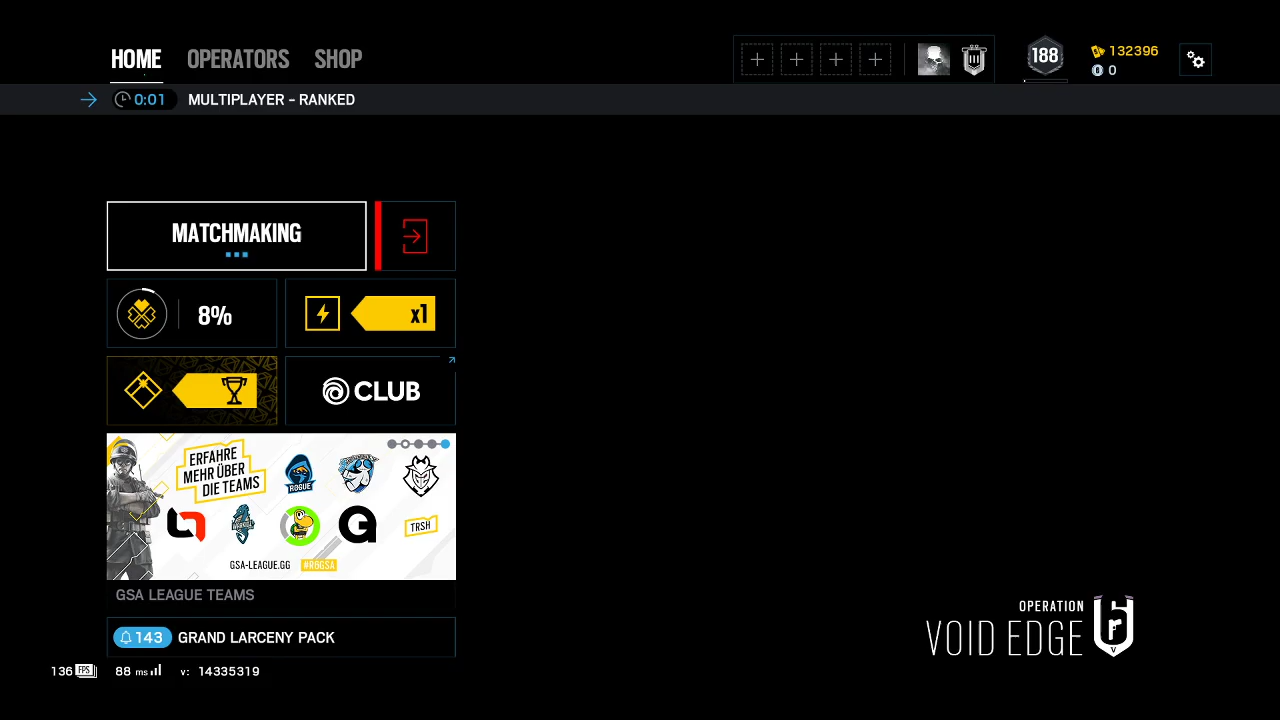 HOME OPERATORS SHOP
188
132396
0
0:01 MULTIPLAYER - RANKED
MATCHMAKING
8%
x1
CLUB
ERFAHRE
MEHR ÜBER
DIE TEAMS
ROGUE
TRSH
GSA-LEAGUE.GG #R6GSA
GSA LEAGUE TEAMS
143 GRAND LARCENY PACK
OPERATION
VOID EDGE
136 FPS 88 ms v: 14335319